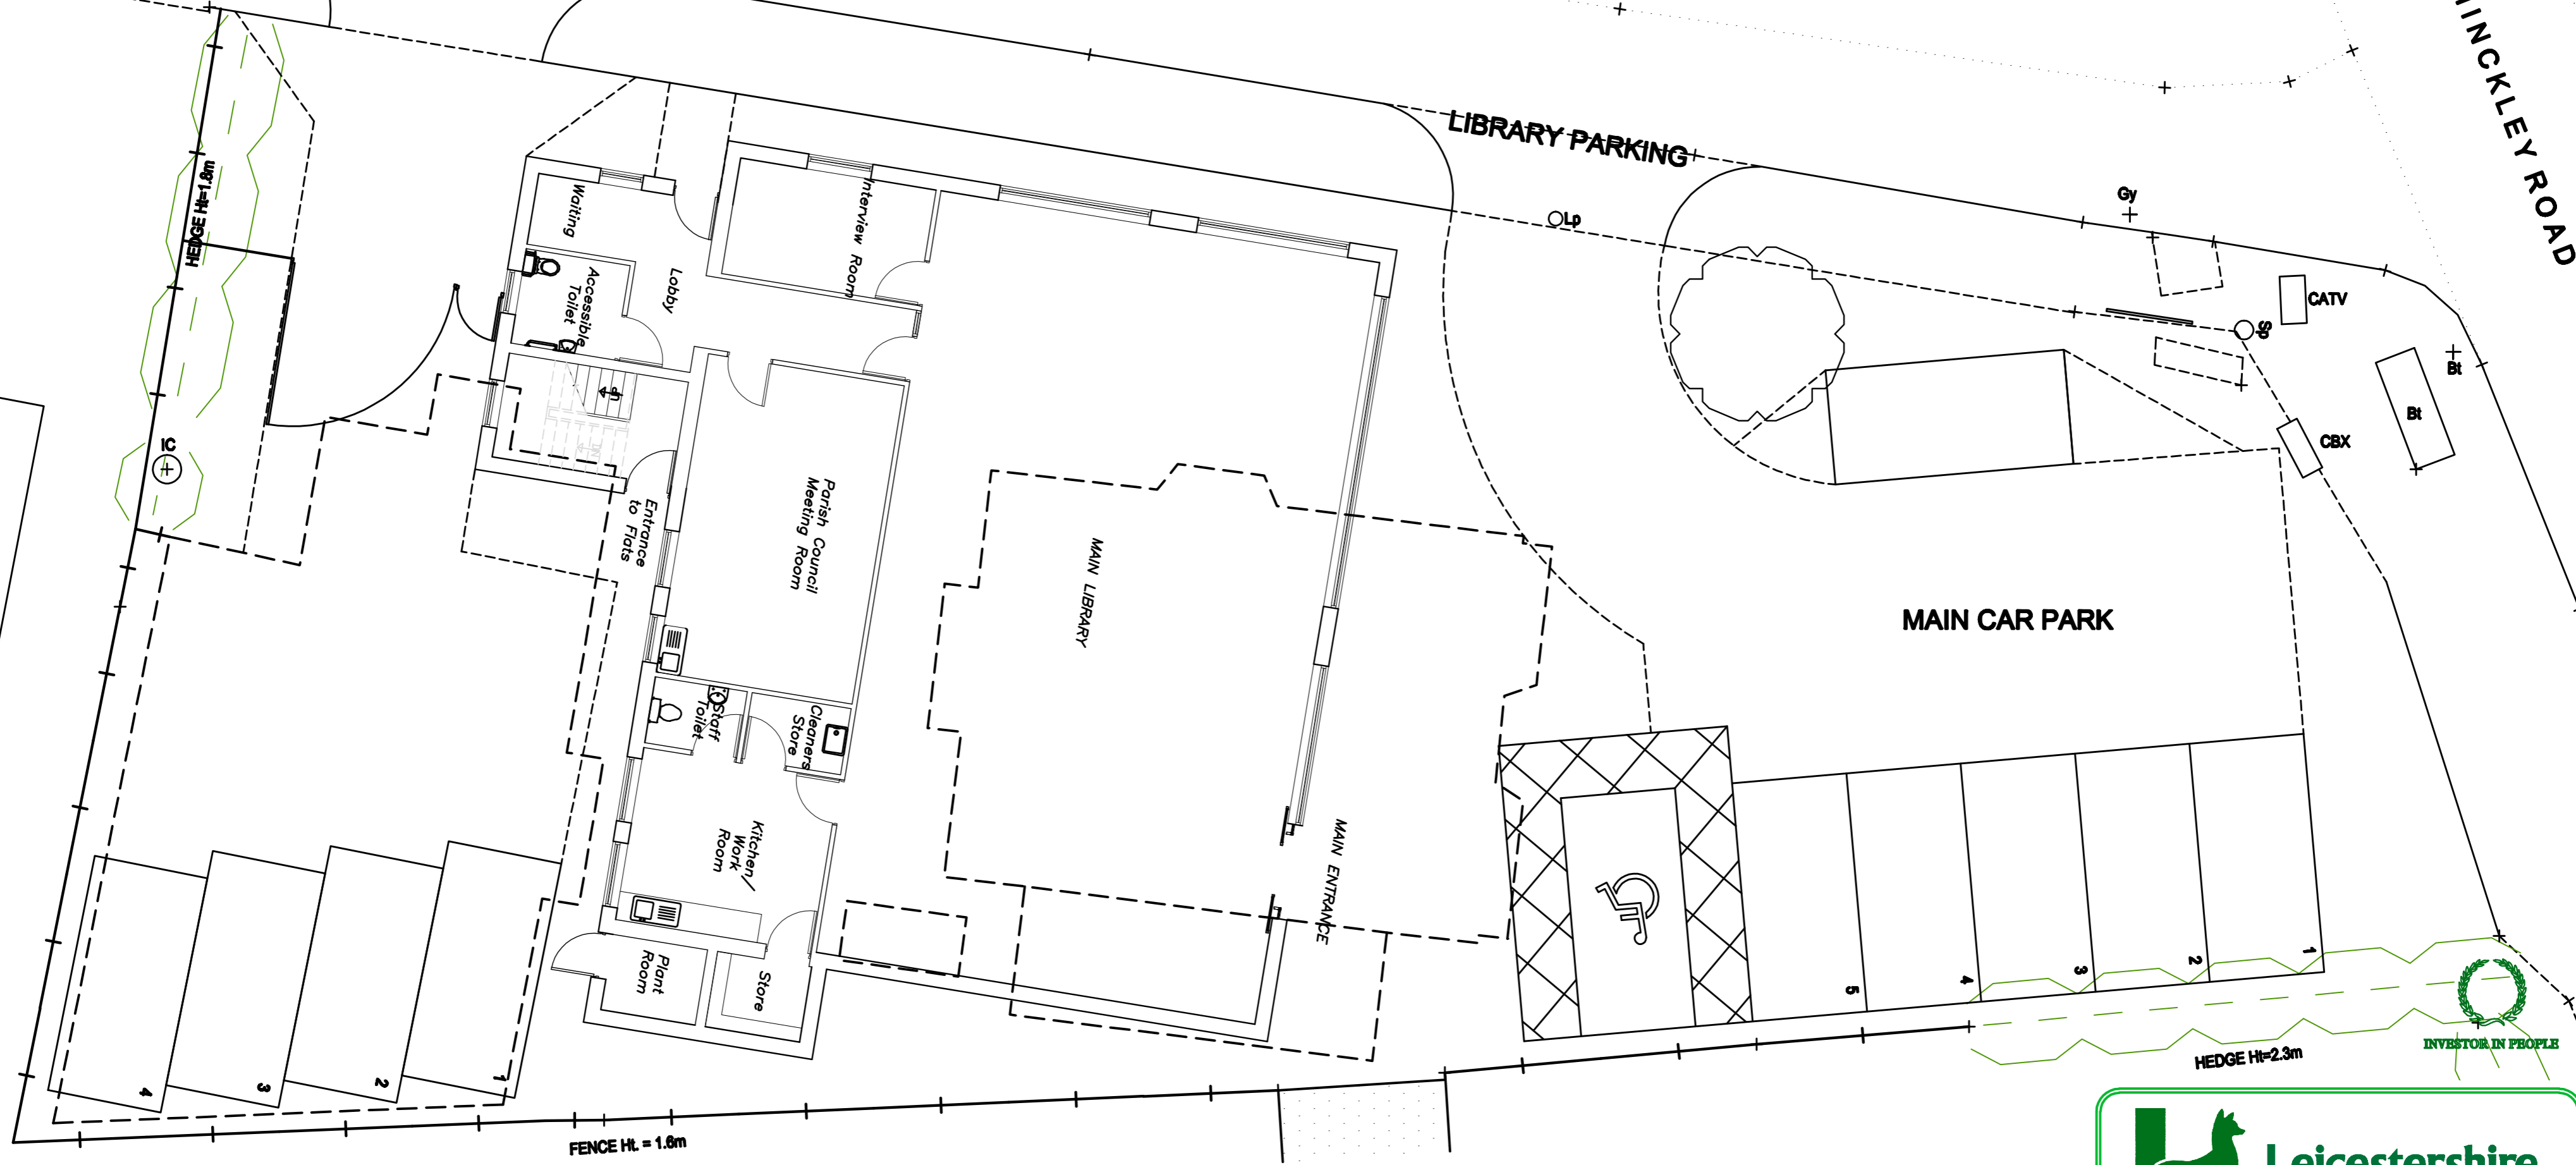 HINCKLEY ROAD
LIBRARY PARKING
HEDGE Ht=1.8m
Waiting
Interview Room
Lp
Gy
CATV
Sp
Bt
Bt
CBX
Accessible
Toilet
Lobby
Up
IC
Entrance
to Flats
Parish Council
Meeting Room
MAIN LIBRARY
MAIN CAR PARK
Staff
Toilet
Cleaners
Store
Kitchen/
Work
Room
MAIN ENTRANCE
Plant
Room
Store
4
3
2
1
5
4
3
2
1
INVESTOR IN PEOPLE
HEDGE Ht=2.3m
FENCE Ht. = 1.6m
Leicestershire